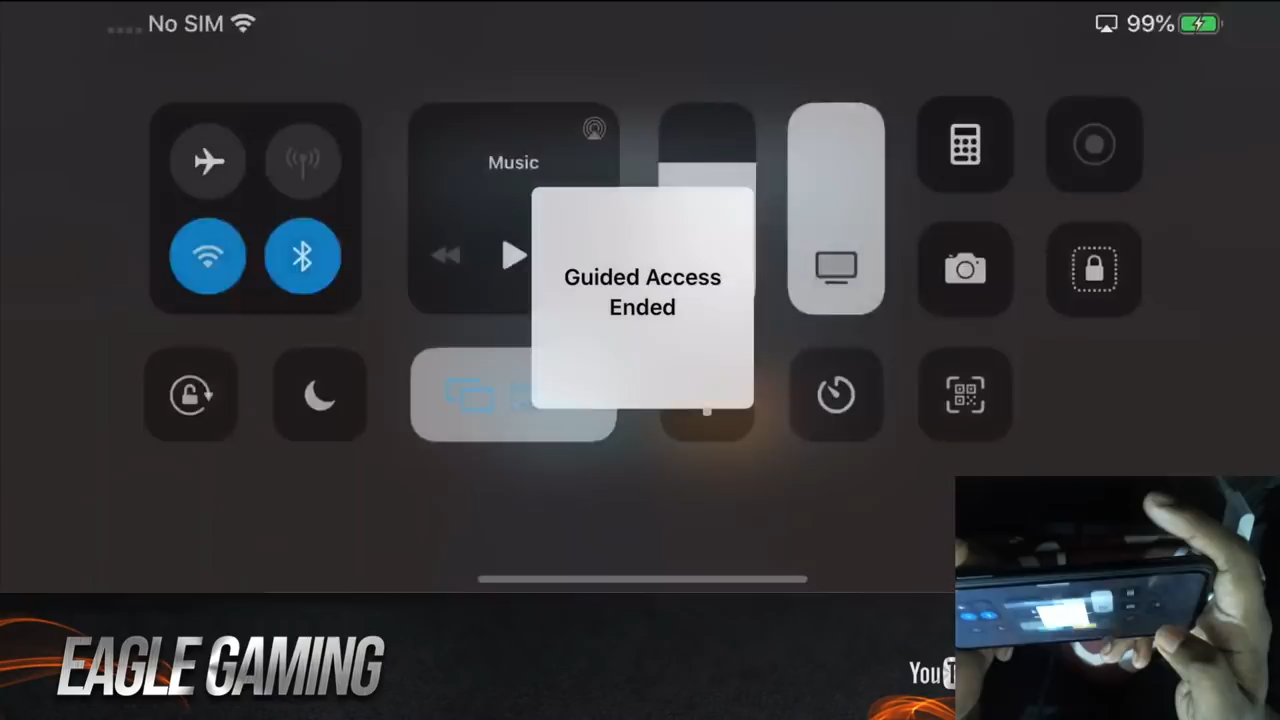 No SIM
99%
Music
Guided Access
Ended
EAGLE GAMING
You